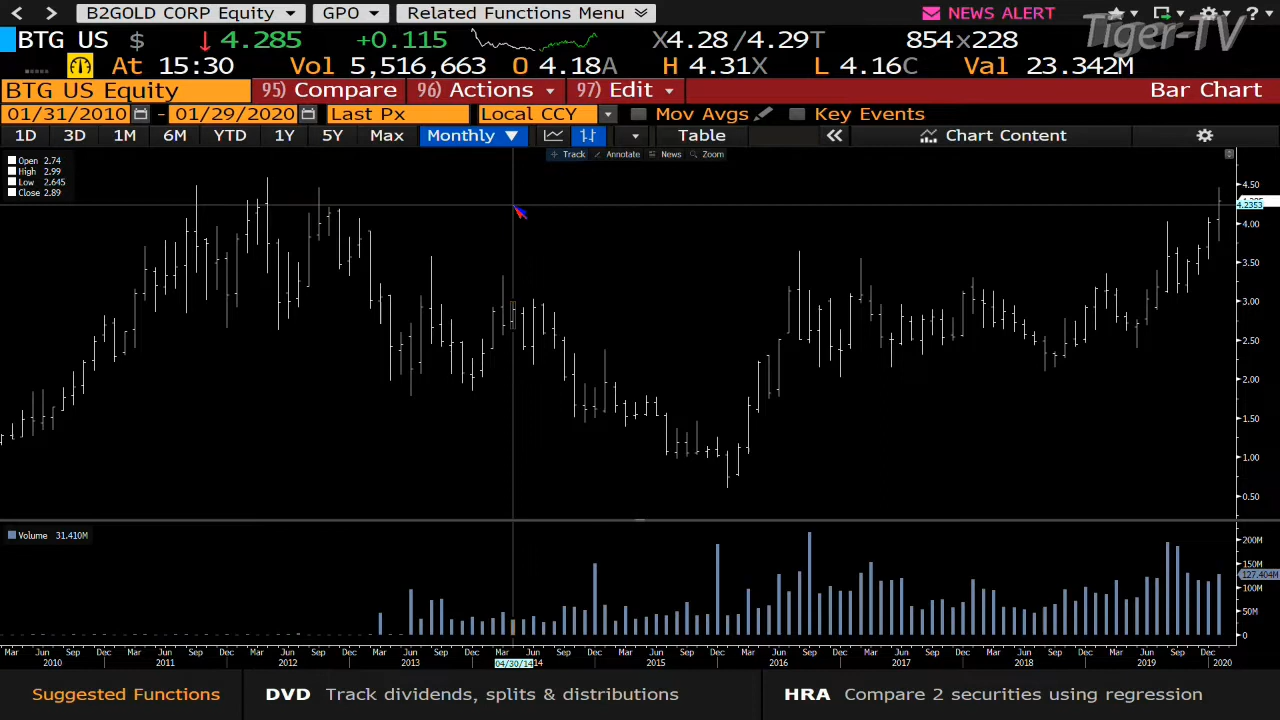 B2GOLD CORP Equity GPO Related Functions Menu NEWS ALERT
Tiger-TV
BTG US $ 4.285 +0.115 X4.28 /4.29T 854x228
At 15:30 Vol 5,516,663 O 4.18A H 4.31X L 4.16C Val 23.342M
BTG US Equity 95) Compare 96) Actions 97) Edit Bar Chart
01/31/2010 - 01/29/2020 Last Px Local CCY Mov Avgs Key Events
1D 3D 1M 6M YTD 1Y 5Y Max Monthly Table Chart Content
Track Annotate News Zoom
Open 2.74
High 2.99
Low 2.645
Close 2.89
4.50
4.2353
4.00
3.50
3.00
2.50
2.00
1.50
1.00
0.50
Volume 31.410M
200M
150M
127.404M
100M
50M
0
Mar Jun Sep Dec Mar Jun Sep Dec Mar Jun Sep Dec Mar Jun Sep Dec Mar Jun Sep Dec Mar Jun Sep Dec Mar Jun Sep Dec Mar Jun Sep Dec Mar Jun Sep Dec Mar Jun Sep Dec
2010 2011 2012 2013 04/30/14 14 2015 2016 2017 2018 2019 2020
Suggested Functions DVD Track dividends, splits & distributions HRA Compare 2 securities using regression